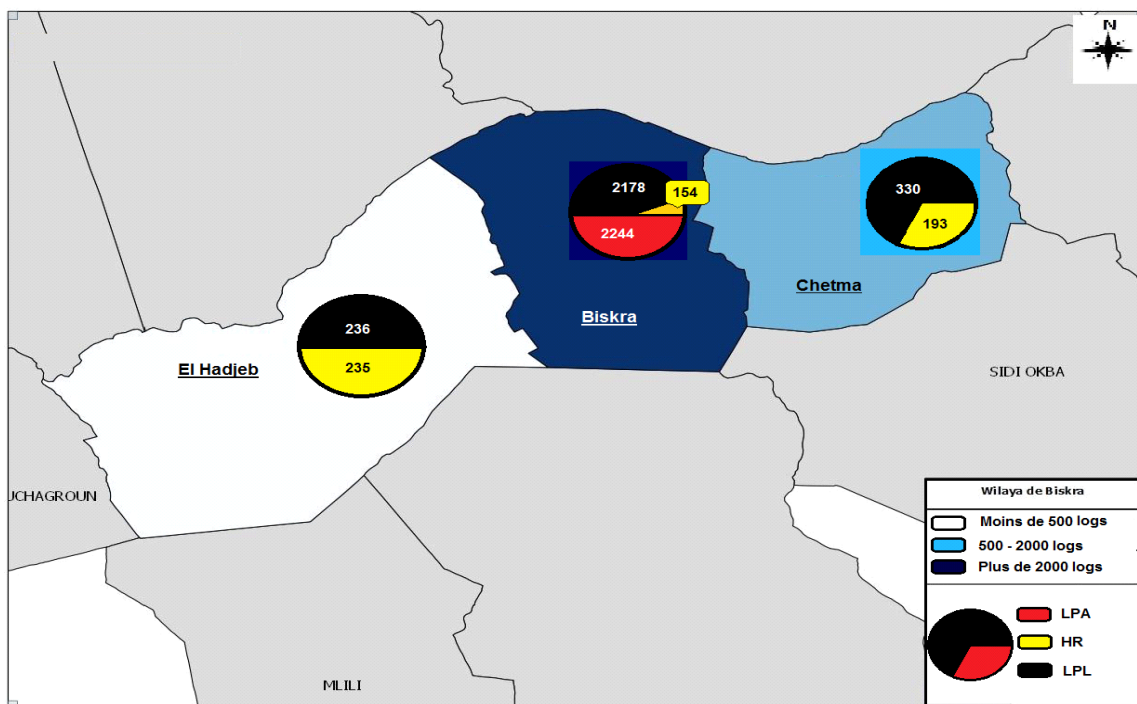 N
2178
154
2244
330
193
Chetma
Biskra
236
235
El Hadjeb
SIDI OKBA
UCHAGROUN
MLILI
Wilaya de Biskra
Moins de 500 logs
500 - 2000 logs
Plus de 2000 logs
LPA
HR
LPL